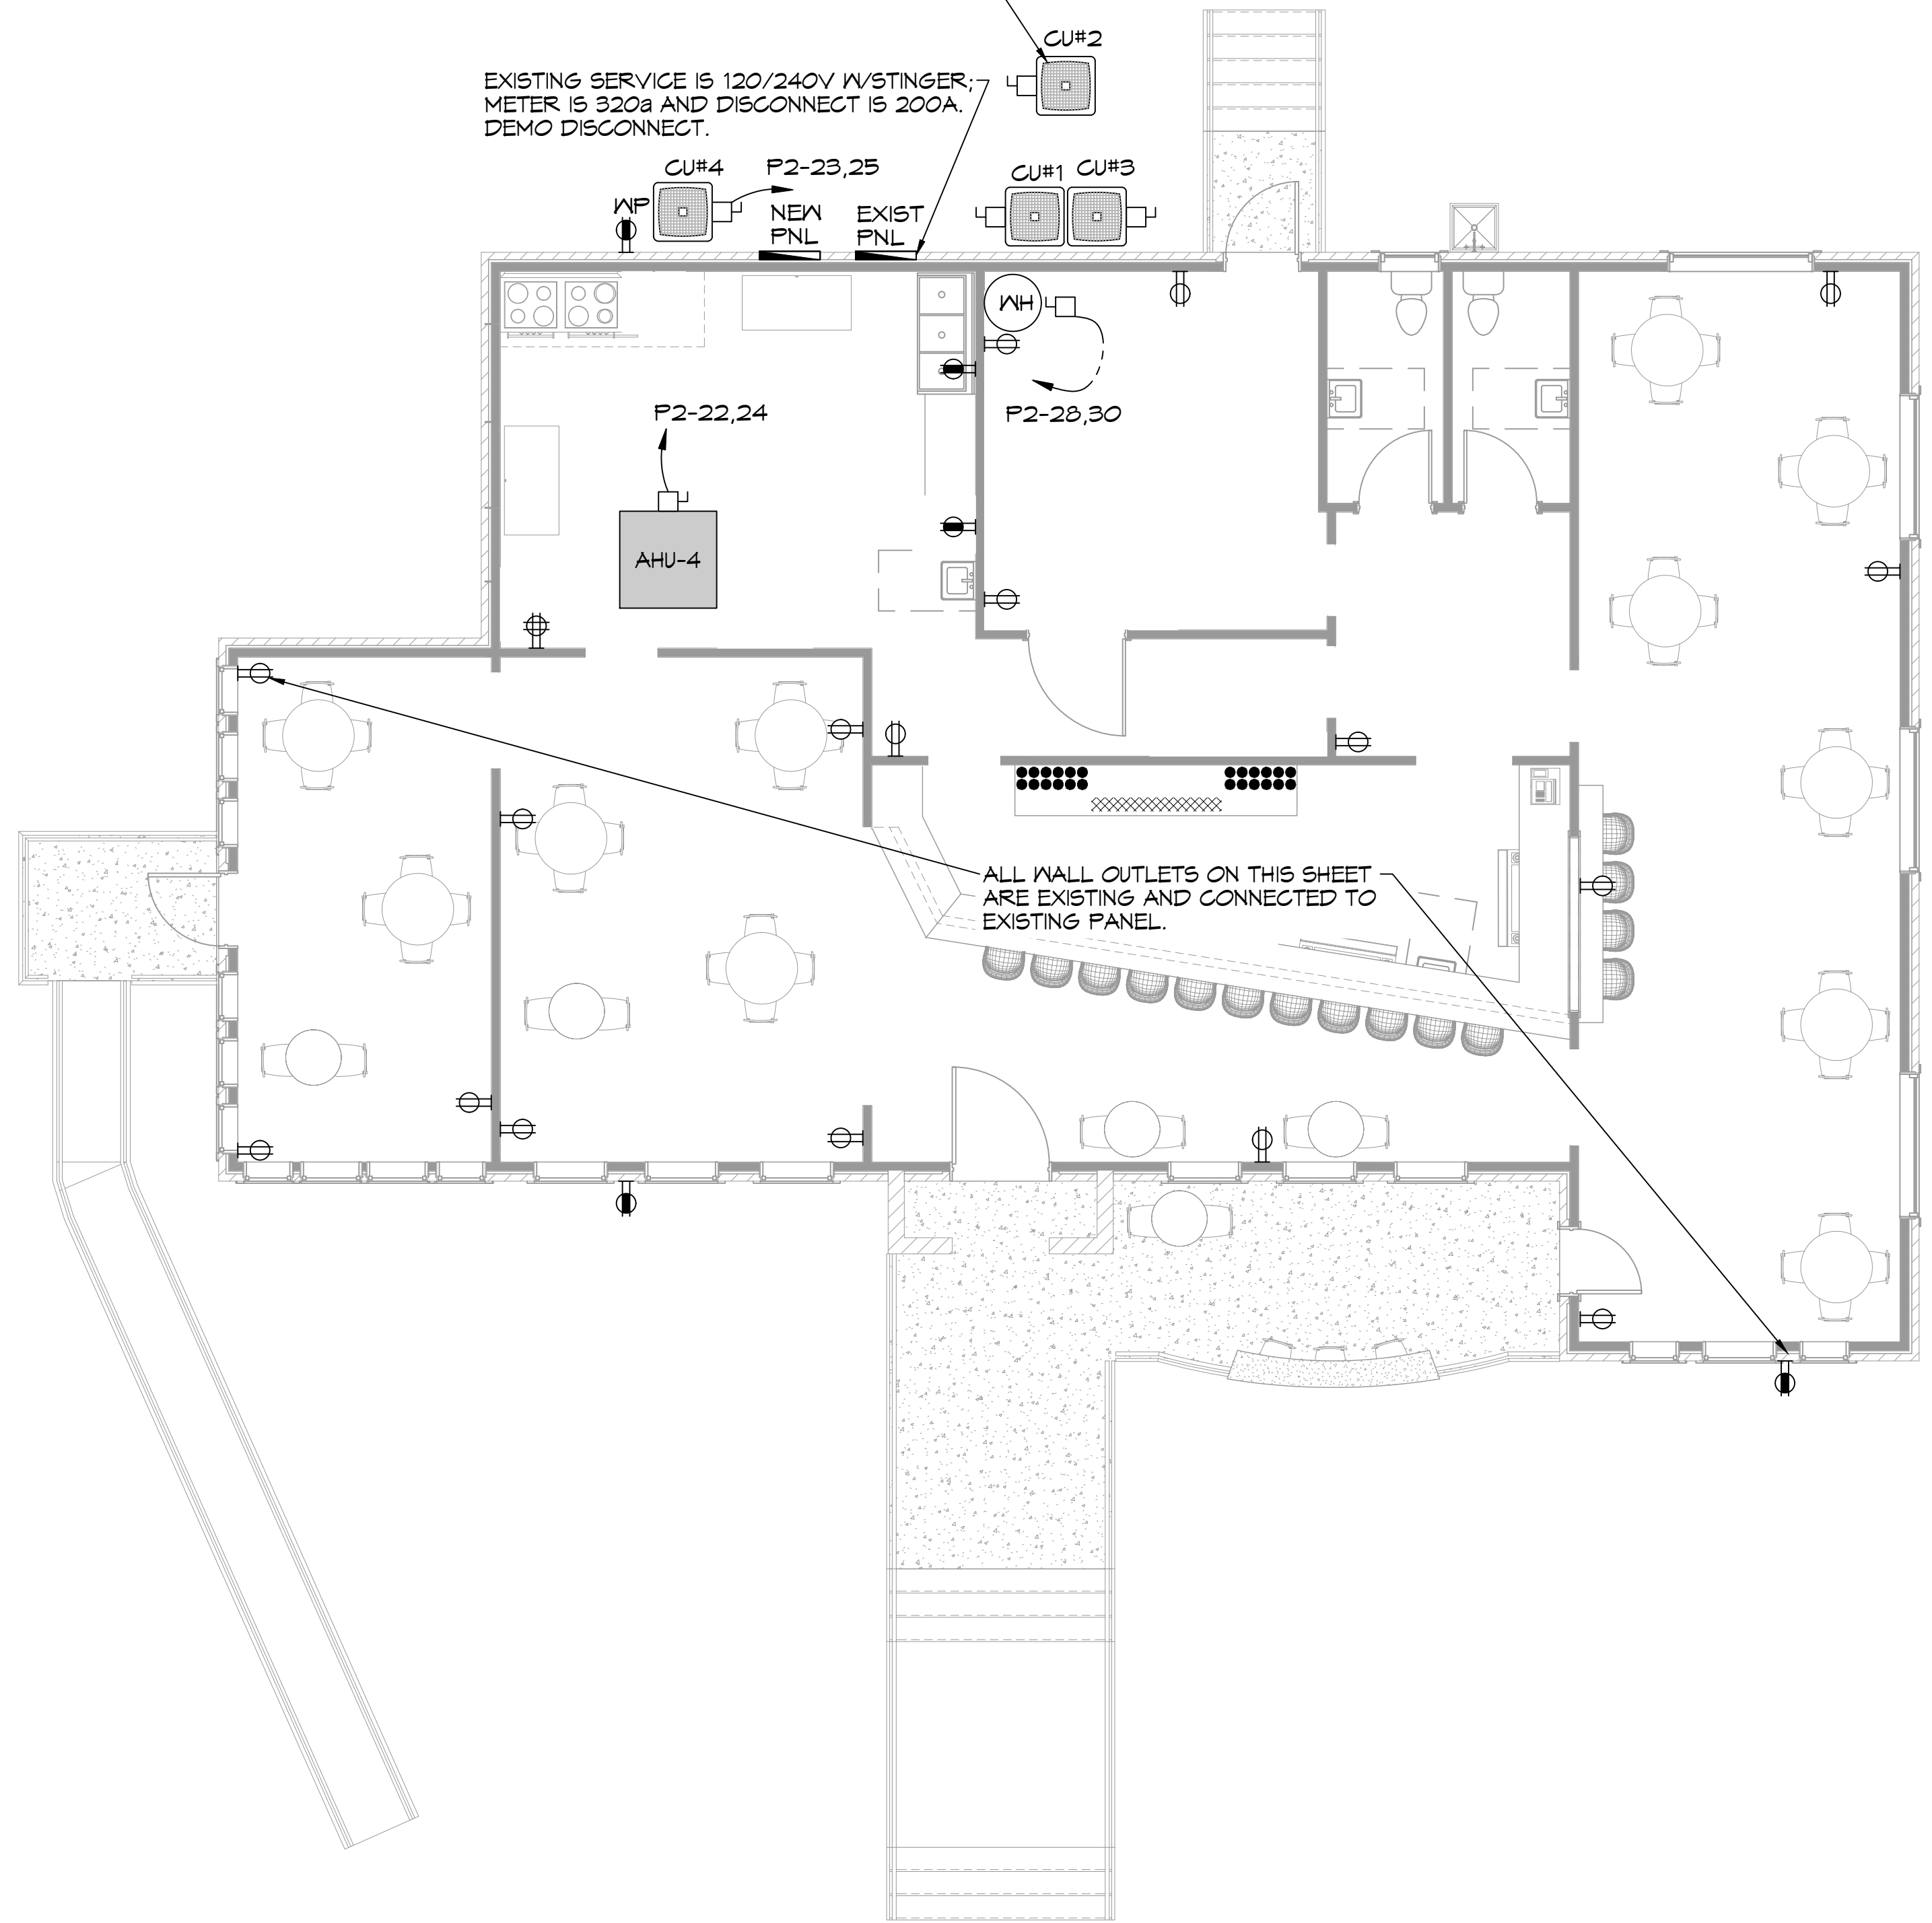 CU#2
EXISTING SERVICE IS 120/240V W/STINGER;
METER IS 320a AND DISCONNECT IS 200A.
DEMO DISCONNECT.
CU#4
P2-23,25
CU#1
CU#3
WP
NEW
PNL
EXIST
PNL
WH
P2-22,24
P2-28,30
AHU-4
ALL WALL OUTLETS ON THIS SHEET
ARE EXISTING AND CONNECTED TO
EXISTING PANEL.